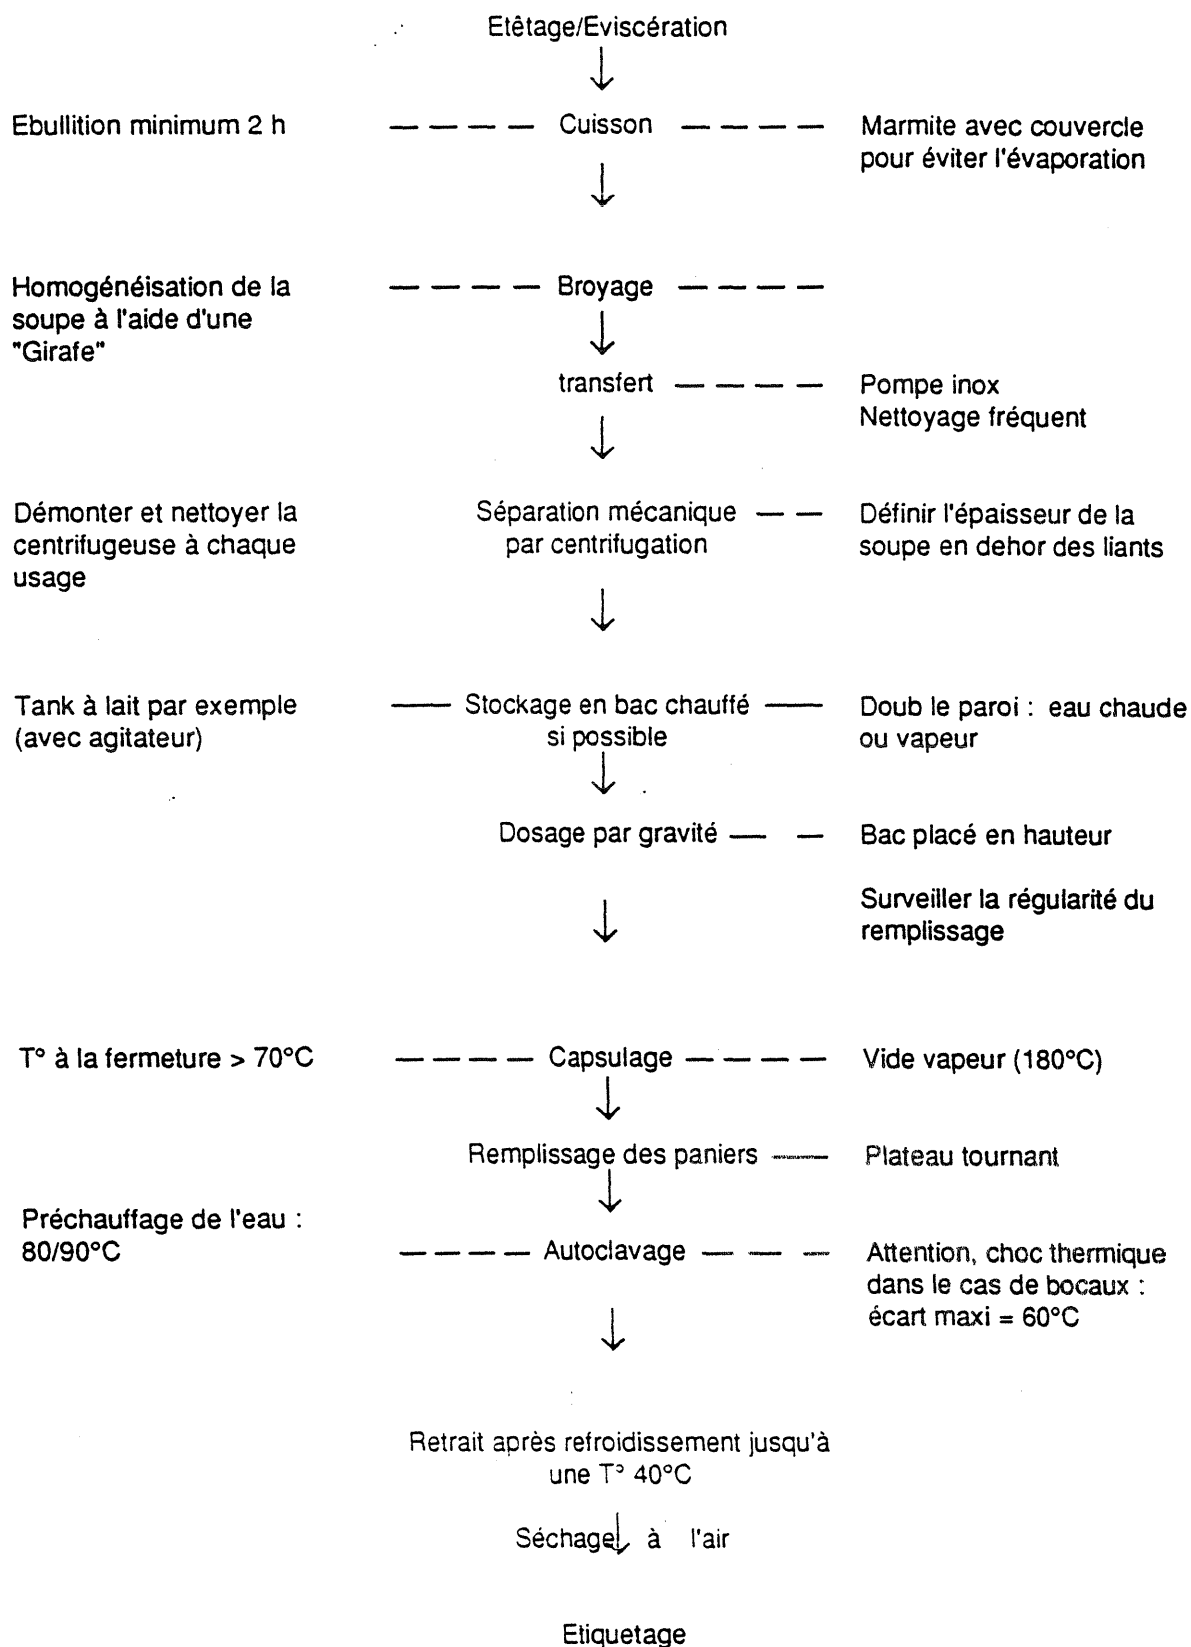 Etêtage/Eviscération
Ebullition minimum 2 h
Cuisson
Marmite avec couvercle
pour éviter l'évaporation
Homogénéisation de la
soupe à l'aide d'une
"Girafe"
Broyage
transfert
Pompe inox
Nettoyage fréquent
Démonter et nettoyer la
centrifugeuse à chaque
usage
Séparation mécanique
par centrifugation
Définir l'épaisseur de la
soupe en dehor des liants
Tank à lait par exemple
(avec agitateur)
Stockage en bac chauffé
si possible
Doub le paroi : eau chaude
ou vapeur
Dosage par gravité
Bac placé en hauteur
Surveiller la régularité du
remplissage
T° à la fermeture > 70°C
Capsulage
Vide vapeur (180°C)
Remplissage des paniers
Plateau tournant
Préchauffage de l'eau :
80/90°C
Autoclavage
Attention, choc thermique
dans le cas de bocaux :
écart maxi = 60°C
Retrait après refroidissement jusqu'à
une T° 40°C
Séchage à l'air
Etiquetage